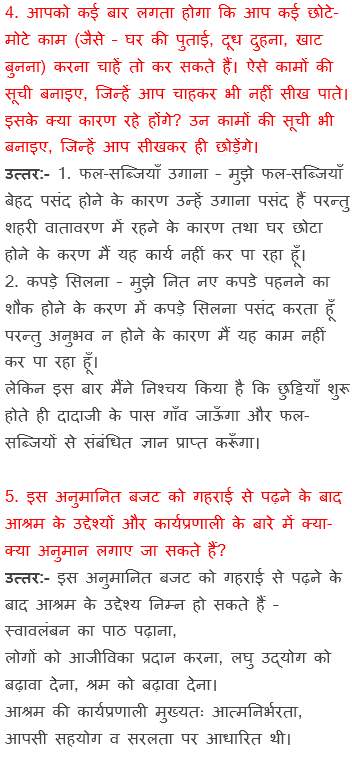 4. आपको कई बार लगता होगा कि आप कई छोटे-
मोटे काम (जैसे – घर की पुताई, दूध दुहना, खाट
बुनना) करना चाहें तो कर सकते हैं। ऐसे कामों की
सूची बनाइए, जिन्हें आप चाहकर भी नहीं सीख पाते।
इसके क्या कारण रहे होंगे? उन कामों की सूची भी
बनाइए, जिन्हें आप सीखकर ही छोड़ेंगे।
उत्तर:- 1. फल-सब्जियाँ उगाना – मुझे फल-सब्जियाँ
बेहद पसंद होने के कारण उन्हें उगाना पसंद हैं परन्तु
शहरी वातावरण में रहने के कारण तथा घर छोटा
होने के करण मैं यह कार्य नहीं कर पा रहा हूँ।
2. कपड़े सिलना – मुझे नित नए कपडे पहनने का
शौक होने के करण में कपड़े सिलना पसंद करता हूँ
परन्तु अनुभव न होने के कारण मैं यह काम नहीं
कर पा रहा हूँ।
लेकिन इस बार मैंने निश्चय किया है कि छुट्टियाँ शुरू
होते ही दादाजी के पास गाँव जाऊँगा और फल-
सब्जियों से संबंधित ज्ञान प्राप्त करूँगा।
5. इस अनुमानित बजट को गहराई से पढ़ने के बाद
आश्रम के उद्देश्यों और कार्यप्रणाली के बारे में क्या-
क्या अनुमान लगाए जा सकते हैं?
उत्तर:- इस अनुमानित बजट को गहराई से पढ़ने के
बाद आश्रम के उद्देश्य निम्न हो सकते हैं –
स्वावलंबन का पाठ पढ़ाना,
लोगों को आजीविका प्रदान करना, लघु उद्योग को
बढ़ावा देना, श्रम को बढ़ावा देना।
आश्रम की कार्यप्रणाली मुख्यतः आत्मनिर्भरता,
आपसी सहयोग व सरलता पर आधारित थी।